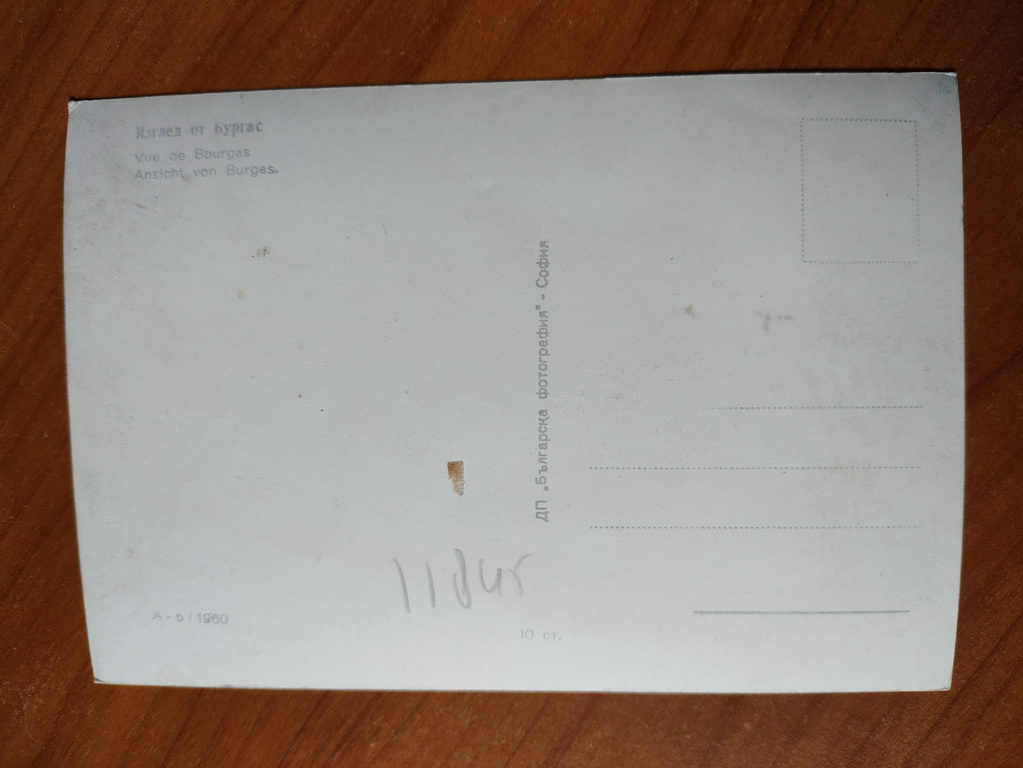 Изглед от Бургас
Vue de Bourgas
Ansicht von Burgas.
ДП „Българска фотография" - София
А - 5 / 1960
10 ст.